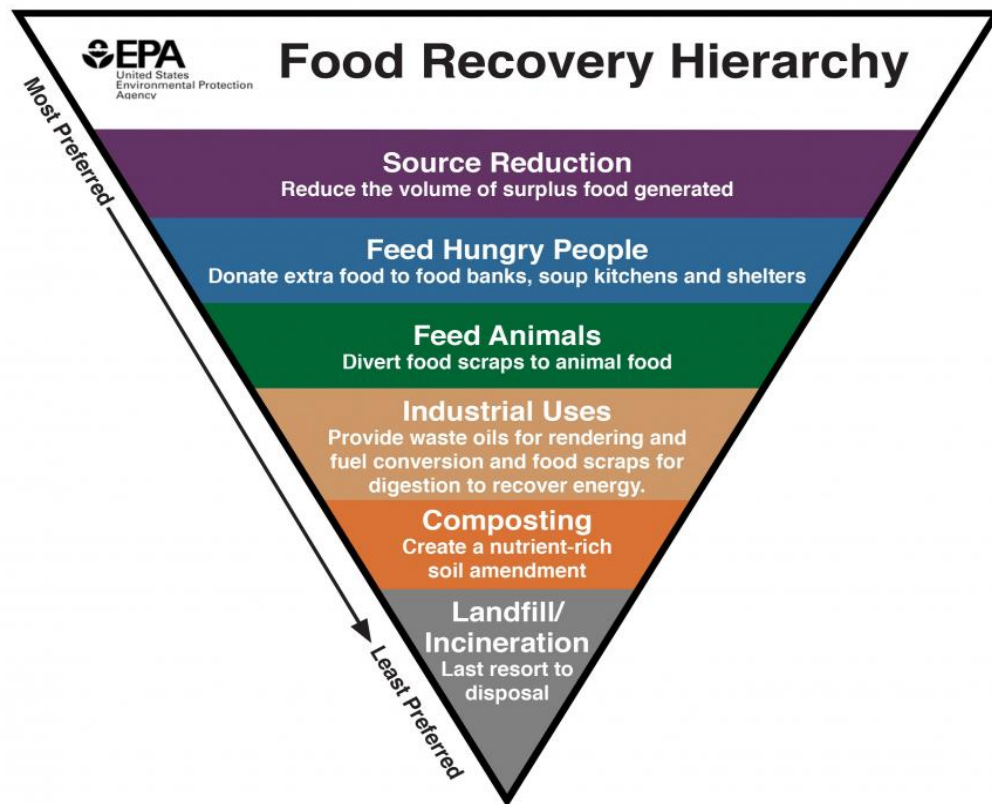 EPA
United States
Environmental Protection
Agency
Food Recovery Hierarchy
Most Preferred
Source Reduction
Reduce the volume of surplus food generated
Feed Hungry People
Donate extra food to food banks, soup kitchens and shelters
Feed Animals
Divert food scraps to animal food
Industrial Uses
Provide waste oils for rendering and
fuel conversion and food scraps for
digestion to recover energy.
Composting
Create a nutrient-rich
soil amendment
Landfill/
Incineration
Last resort to
disposal
Least Preferred